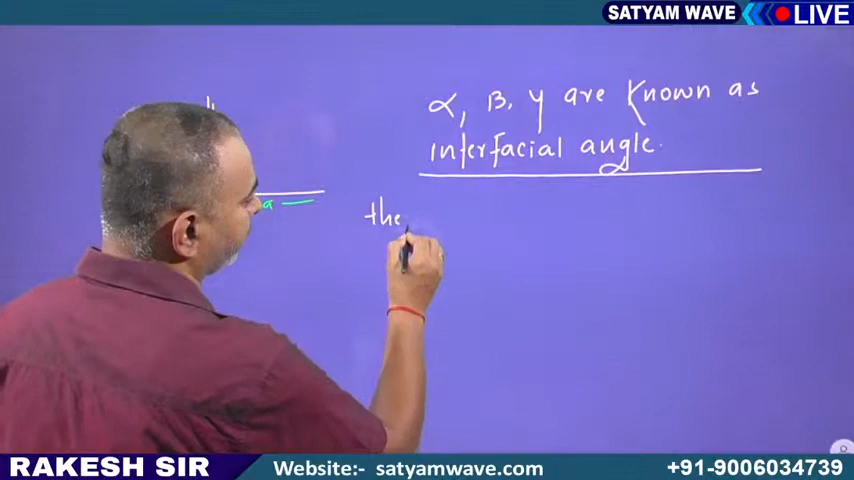 SATYAM WAVE LIVE
α, β, γ are known as
interfacial angle.
a
the
RAKESH SIR Website:- satyamwave.com +91-9006034739